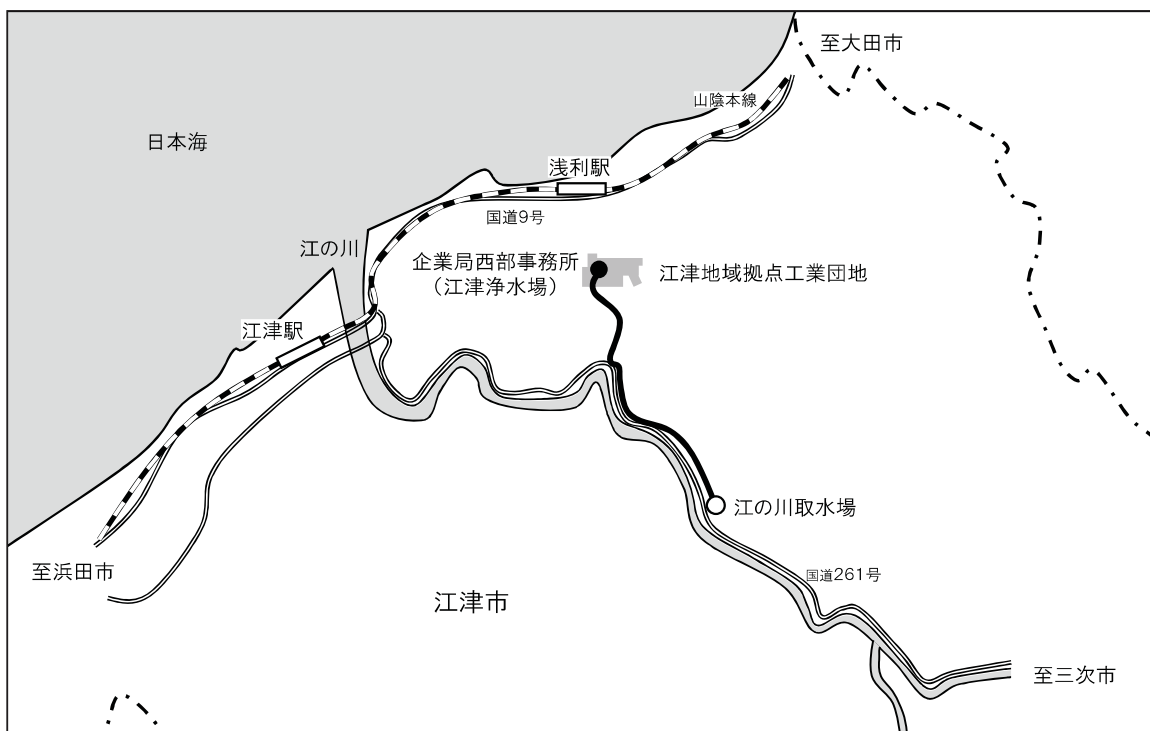 至大田市
山陰本線
日本海
浅利駅
国道9号
江の川
企業局西部事務所
（江津浄水場）
江津地域拠点工業団地
江津駅
江の川取水場
至浜田市
国道261号
江津市
至三次市